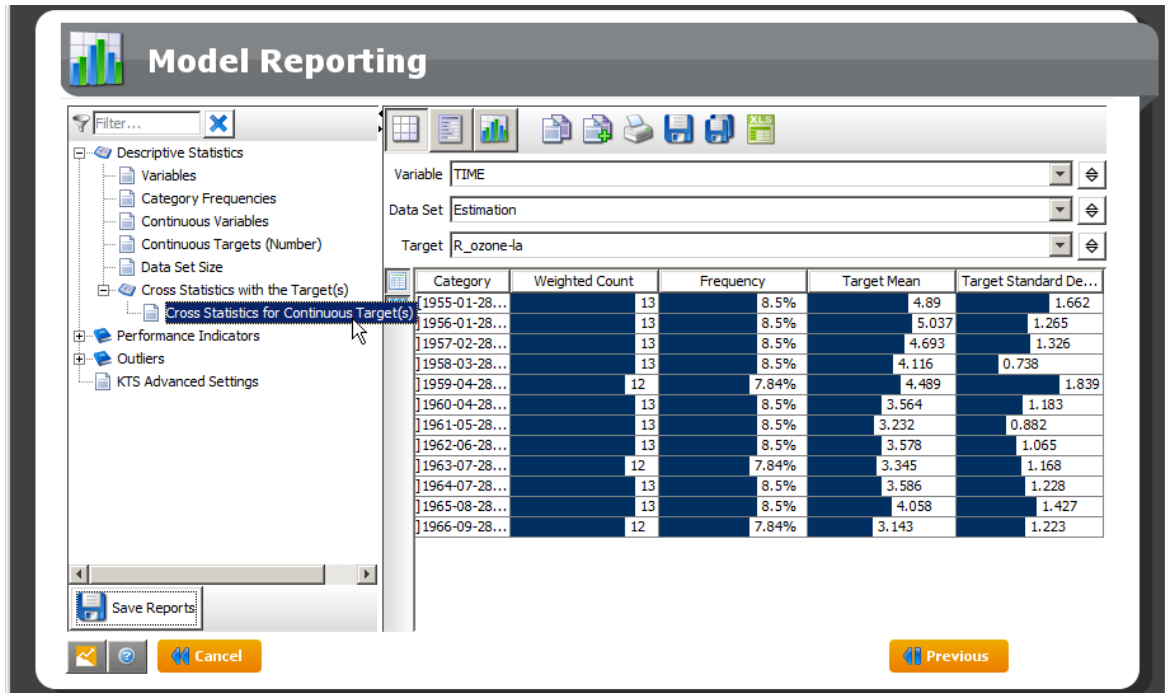 Model Reporting
Filter...
XLS
Descriptive Statistics
Variables
Category Frequencies
Continuous Variables
Continuous Targets (Number)
Data Set Size
Cross Statistics with the Target(s)
Cross Statistics for Continuous Target(s)
Performance Indicators
Outliers
KTS Advanced Settings
Save Reports
Variable TIME
Data Set Estimation
Target R_ozone-la
Category Weighted Count Frequency Target Mean Target Standard De...
[1955-01-28... 13 8.5% 4.89 1.662
]1956-01-28... 13 8.5% 5.037 1.265
]1957-02-28... 13 8.5% 4.693 1.326
]1958-03-28... 13 8.5% 4.116 0.738
]1959-04-28... 12 7.84% 4.489 1.839
]1960-04-28... 13 8.5% 3.564 1.183
]1961-05-28... 13 8.5% 3.232 0.882
]1962-06-28... 13 8.5% 3.578 1.065
]1963-07-28... 12 7.84% 3.345 1.168
]1964-07-28... 13 8.5% 3.586 1.228
]1965-08-28... 13 8.5% 4.058 1.427
]1966-09-28... 12 7.84% 3.143 1.223
Cancel
Previous